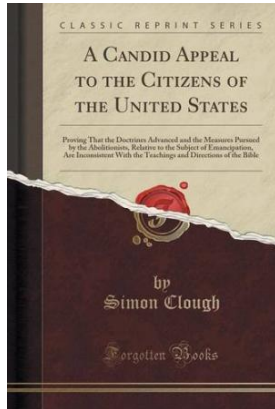 CLASSIC REPRINT SERIES
A CANDID APPEAL
TO THE CITIZENS OF
THE UNITED STATES
Proving That the Doctrines Advanced and the Measures Pursued
by the Abolitionists, Relative to the Subject of Emancipation,
Are Inconsistent With the Teachings and Directions of the Bible
by
Simon Clough
Forgotten Books